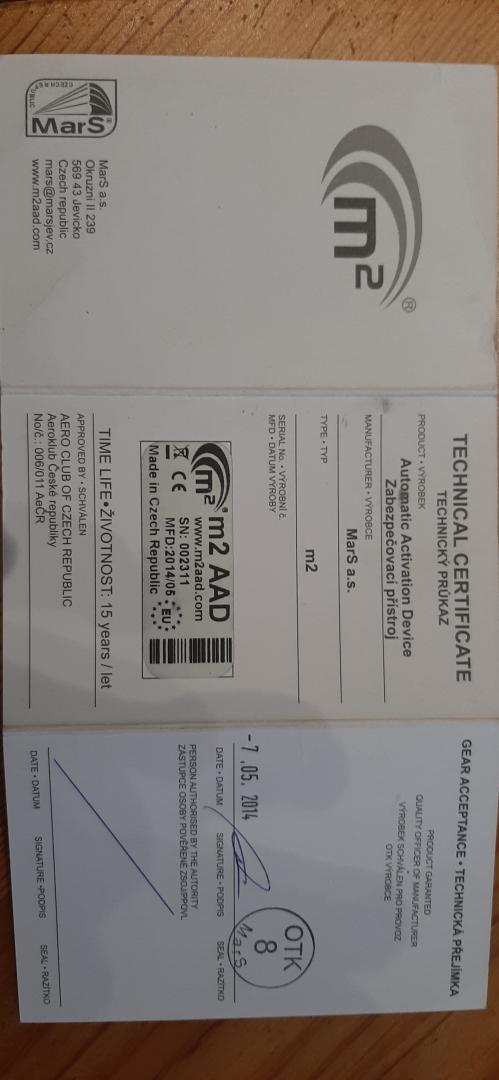 m²®
CZECH REPUBLIC
MarS®
MarS a.s.
Okruzni II 239
569 43 Jevicko
Czech republic
mars@marsjev.cz
www.m2aad.com
TECHNICAL CERTIFICATE
TECHNICKÝ PRŮKAZ
PRODUCT • VÝROBEK
Automatic Activation Device
Zabezpečovací přístroj
MANUFACTURER • VÝROBCE
MarS a.s.
TYPE • TYP
m2
SERIAL No. • VÝROBNÍ č.
MFD • DATUM VÝROBY
m² m2 AAD
www.m2aad.com
SN: 002311
MFD:2014/05
CE EU
Made in Czech Republic
TIME LIFE•ŽIVOTNOST: 15 years / let
APPROVED BY • SCHVÁLEN
AERO CLUB OF CZECH REPUBLIC
Aeroklub České republiky
No/č.: 006/011 AeČR
GEAR ACCEPTANCE • TECHNICKÁ PŘEJÍMKA
PRODUCT GARANTED
QUALITY OFFICER OF MANUFACTURER
VÝROBEK SCHVÁLEN PRO PROVOZ
OTK VÝROBCE
-7.05.2014
OTK
8
MarS
DATE • DATUM SIGNATURE • PODPIS SEAL • RAZÍTKO
PERSON AUTHORISED BY THE AUTORITY
ZÁSTUPCE OSOBY POVĚŘENÉ
DATE • DATUM SIGNATURE •PODPIS SEAL • RAZÍTKO